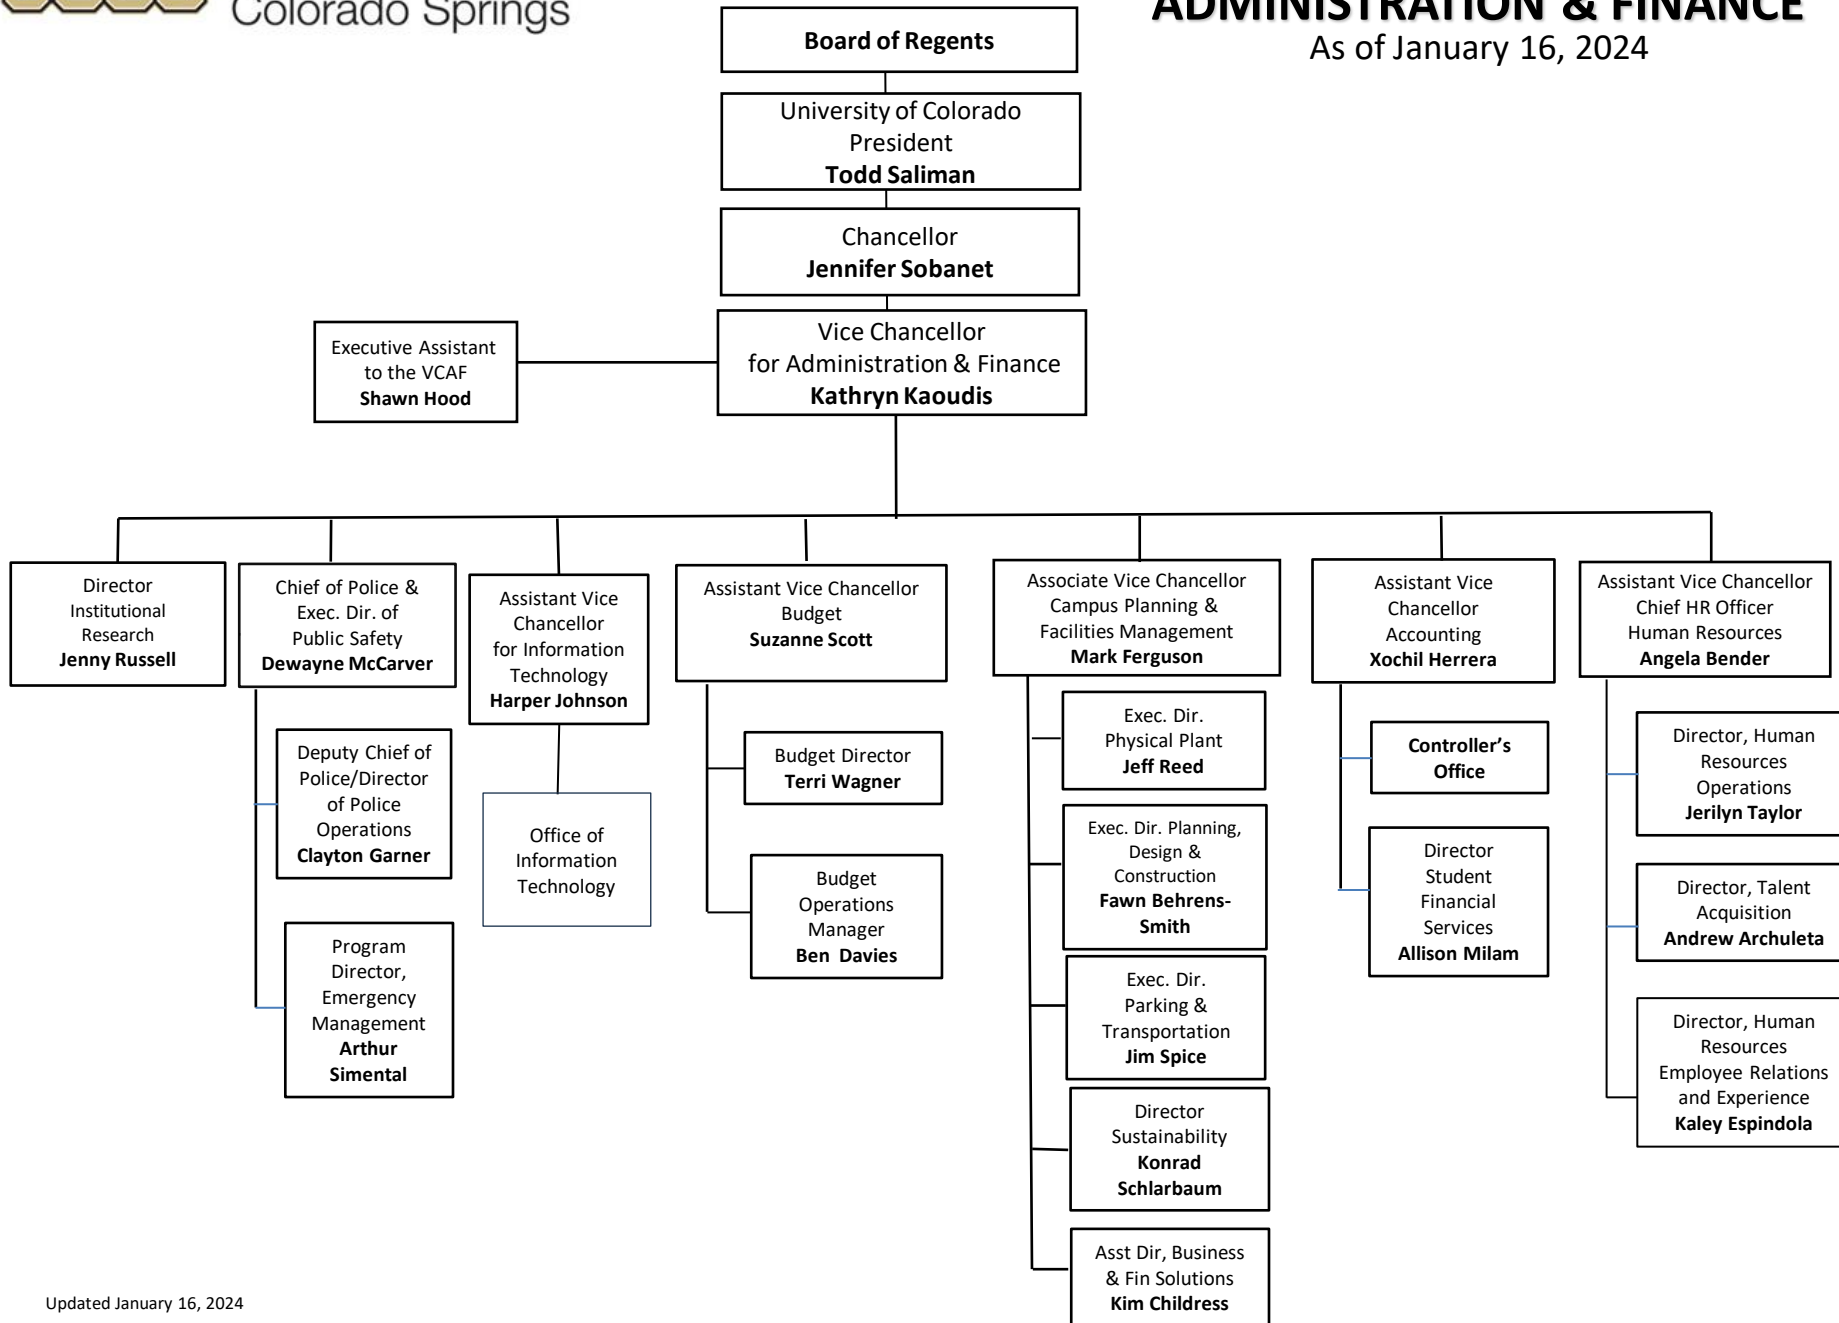 Colorado Springs
ADMINISTRATION & FINANCE
As of January 16, 2024
Board of Regents
University of Colorado
President
Todd Saliman
Chancellor
Jennifer Sobanet
Vice Chancellor
for Administration & Finance
Kathryn Kaoudis
Executive Assistant
to the VCAF
Shawn Hood
Director
Institutional
Research
Jenny Russell
Chief of Police &
Exec. Dir. of
Public Safety
Dewayne McCarver
Deputy Chief of
Police/Director
of Police
Operations
Clayton Garner
Program
Director,
Emergency
Management
Arthur
Simental
Assistant Vice
Chancellor
for Information
Technology
Harper Johnson
Office of
Information
Technology
Assistant Vice Chancellor
Budget
Suzanne Scott
Budget Director
Terri Wagner
Budget
Operations
Manager
Ben Davies
Associate Vice Chancellor
Campus Planning &
Facilities Management
Mark Ferguson
Exec. Dir.
Physical Plant
Jeff Reed
Exec. Dir. Planning,
Design &
Construction
Fawn Behrens-
Smith
Exec. Dir.
Parking &
Transportation
Jim Spice
Director
Sustainability
Konrad
Schlarbaum
Asst Dir, Business
& Fin Solutions
Kim Childress
Assistant Vice
Chancellor
Accounting
Xochil Herrera
Controller’s
Office
Director
Student
Financial
Services
Allison Milam
Assistant Vice Chancellor
Chief HR Officer
Human Resources
Angela Bender
Director, Human
Resources
Operations
Jerilyn Taylor
Director, Talent
Acquisition
Andrew Archuleta
Director, Human
Resources
Employee Relations
and Experience
Kaley Espindola
Updated January 16, 2024